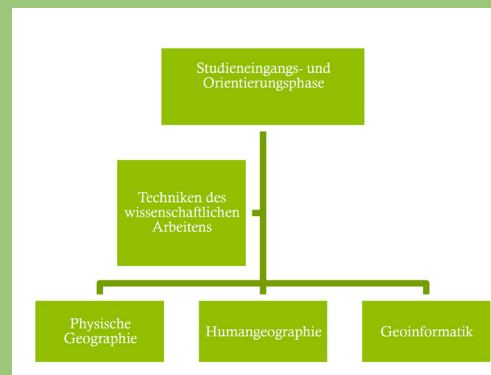 Studieneingangs- und
Orientierungsphase
Techniken des
wissenschaftlichen
Arbeitens
Physische
Geographie
Humangeographie
Geoinformatik